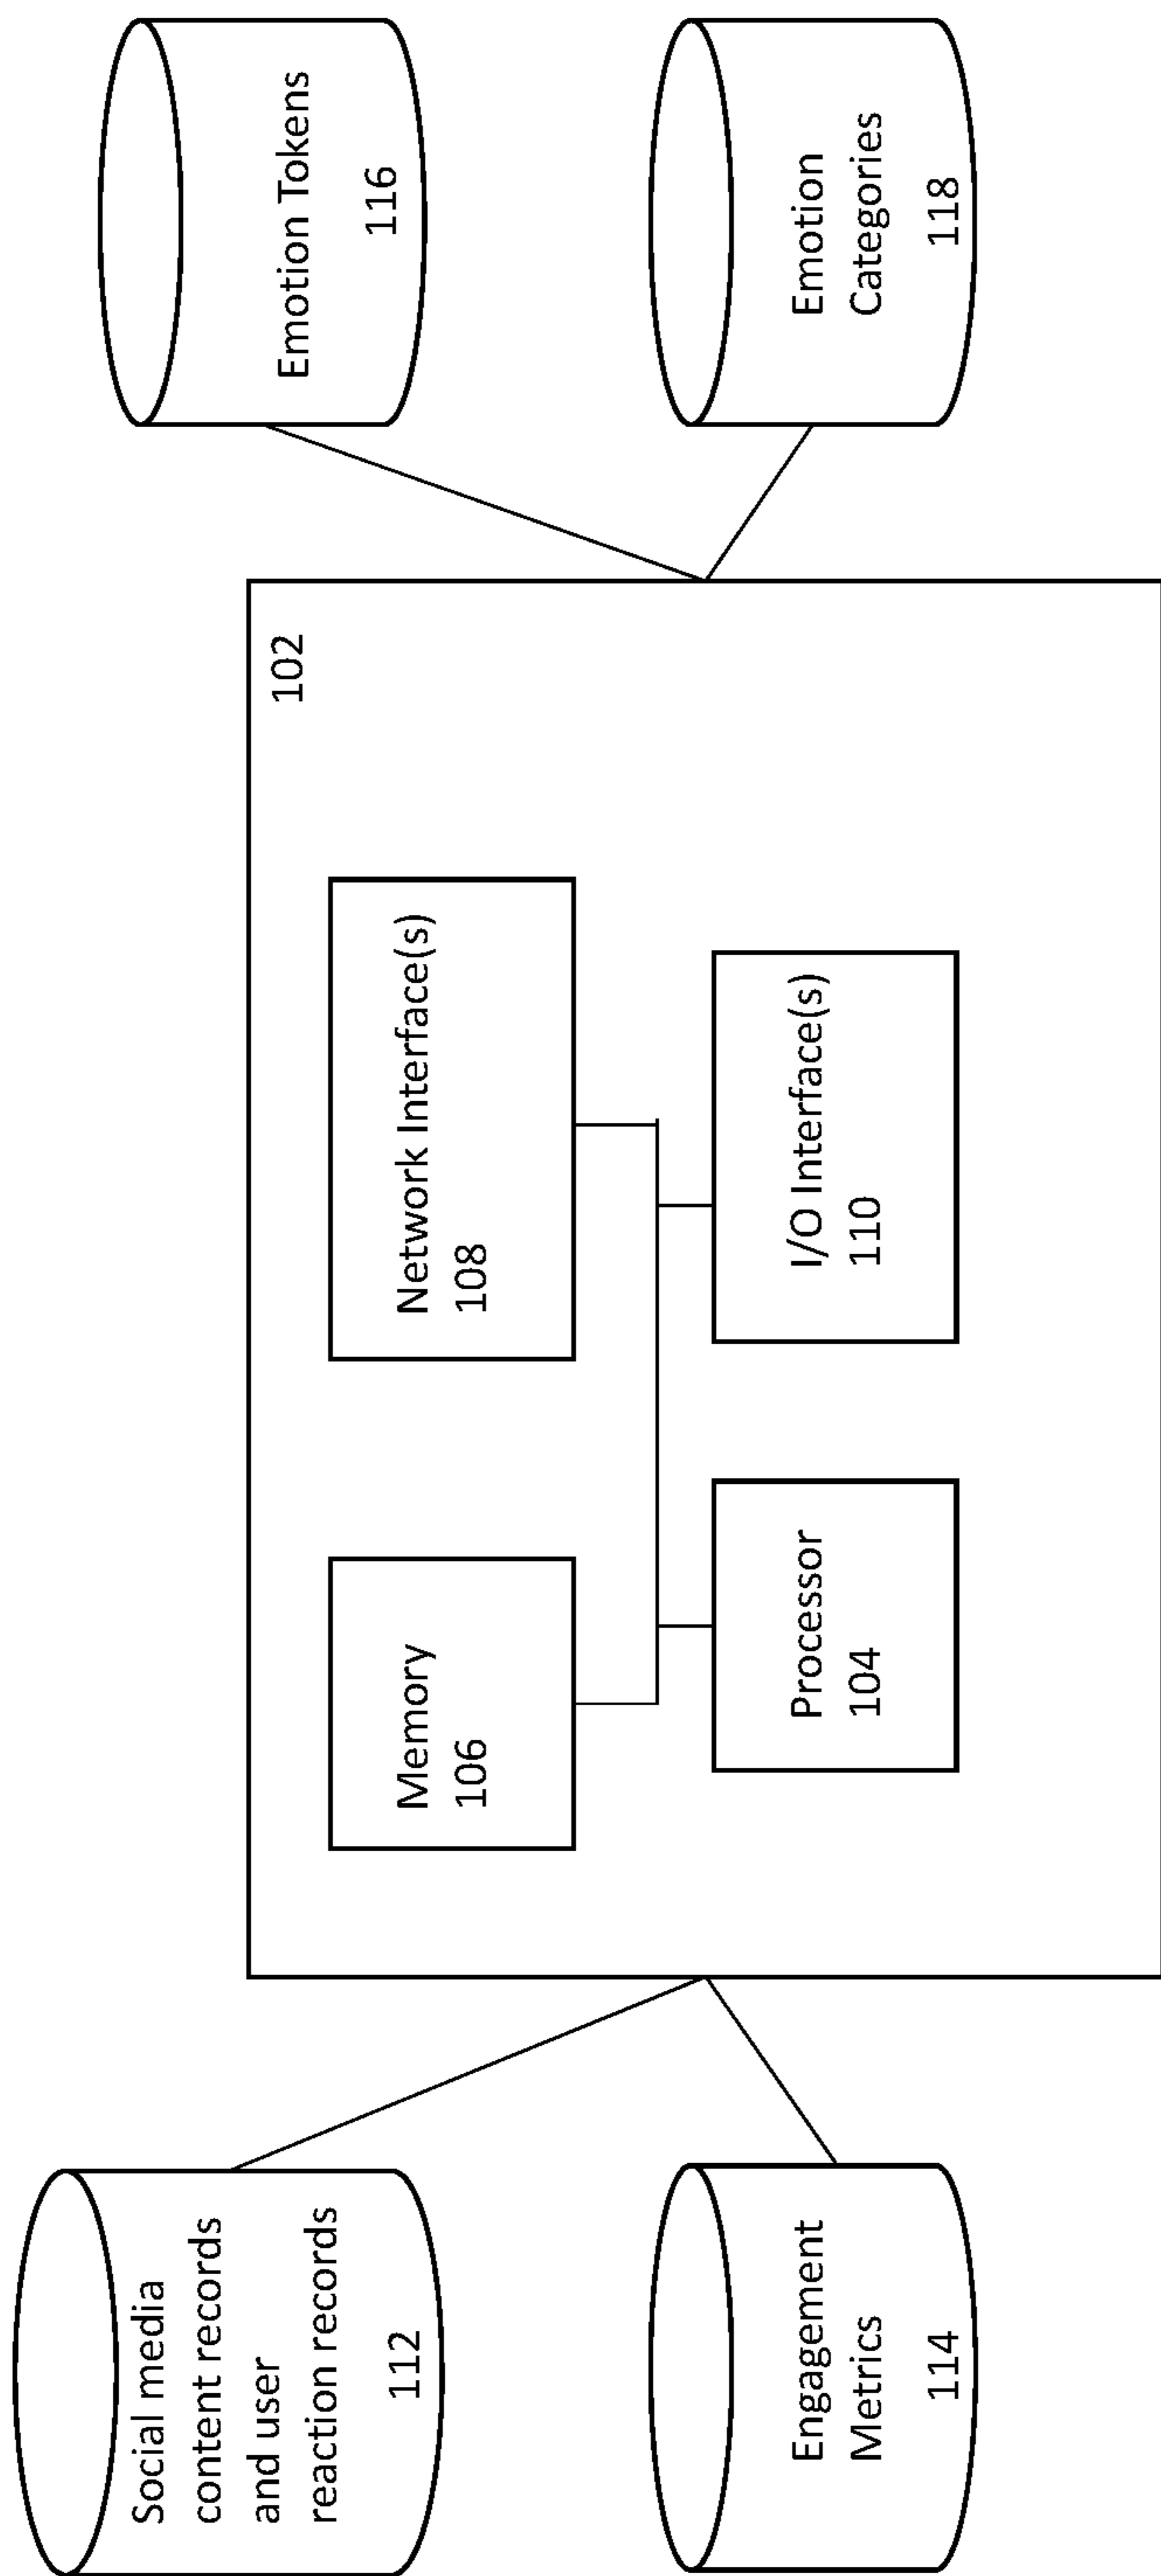 Social media
content records
and user
reaction records
112
Engagement
Metrics
114
102
Memory
106
Network Interface(s)
108
Processor
104
I/O Interface(s)
110
Emotion Tokens
116
Emotion
Categories
118